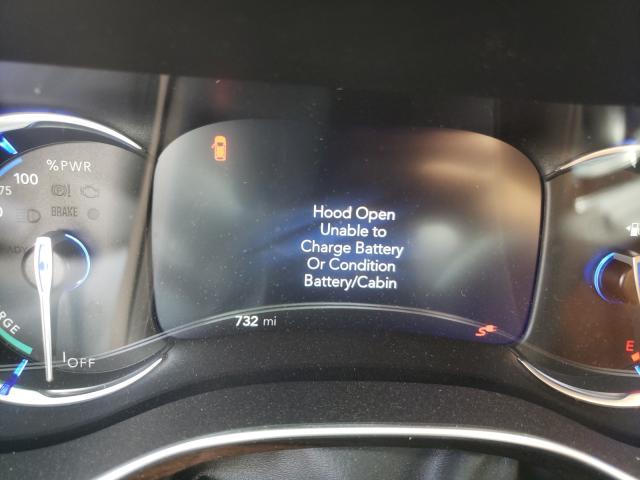 %PWR
100
75
BRAKE
Hood Open
Unable to
Charge Battery
Or Condition
Battery/Cabin
732 mi
OFF
E